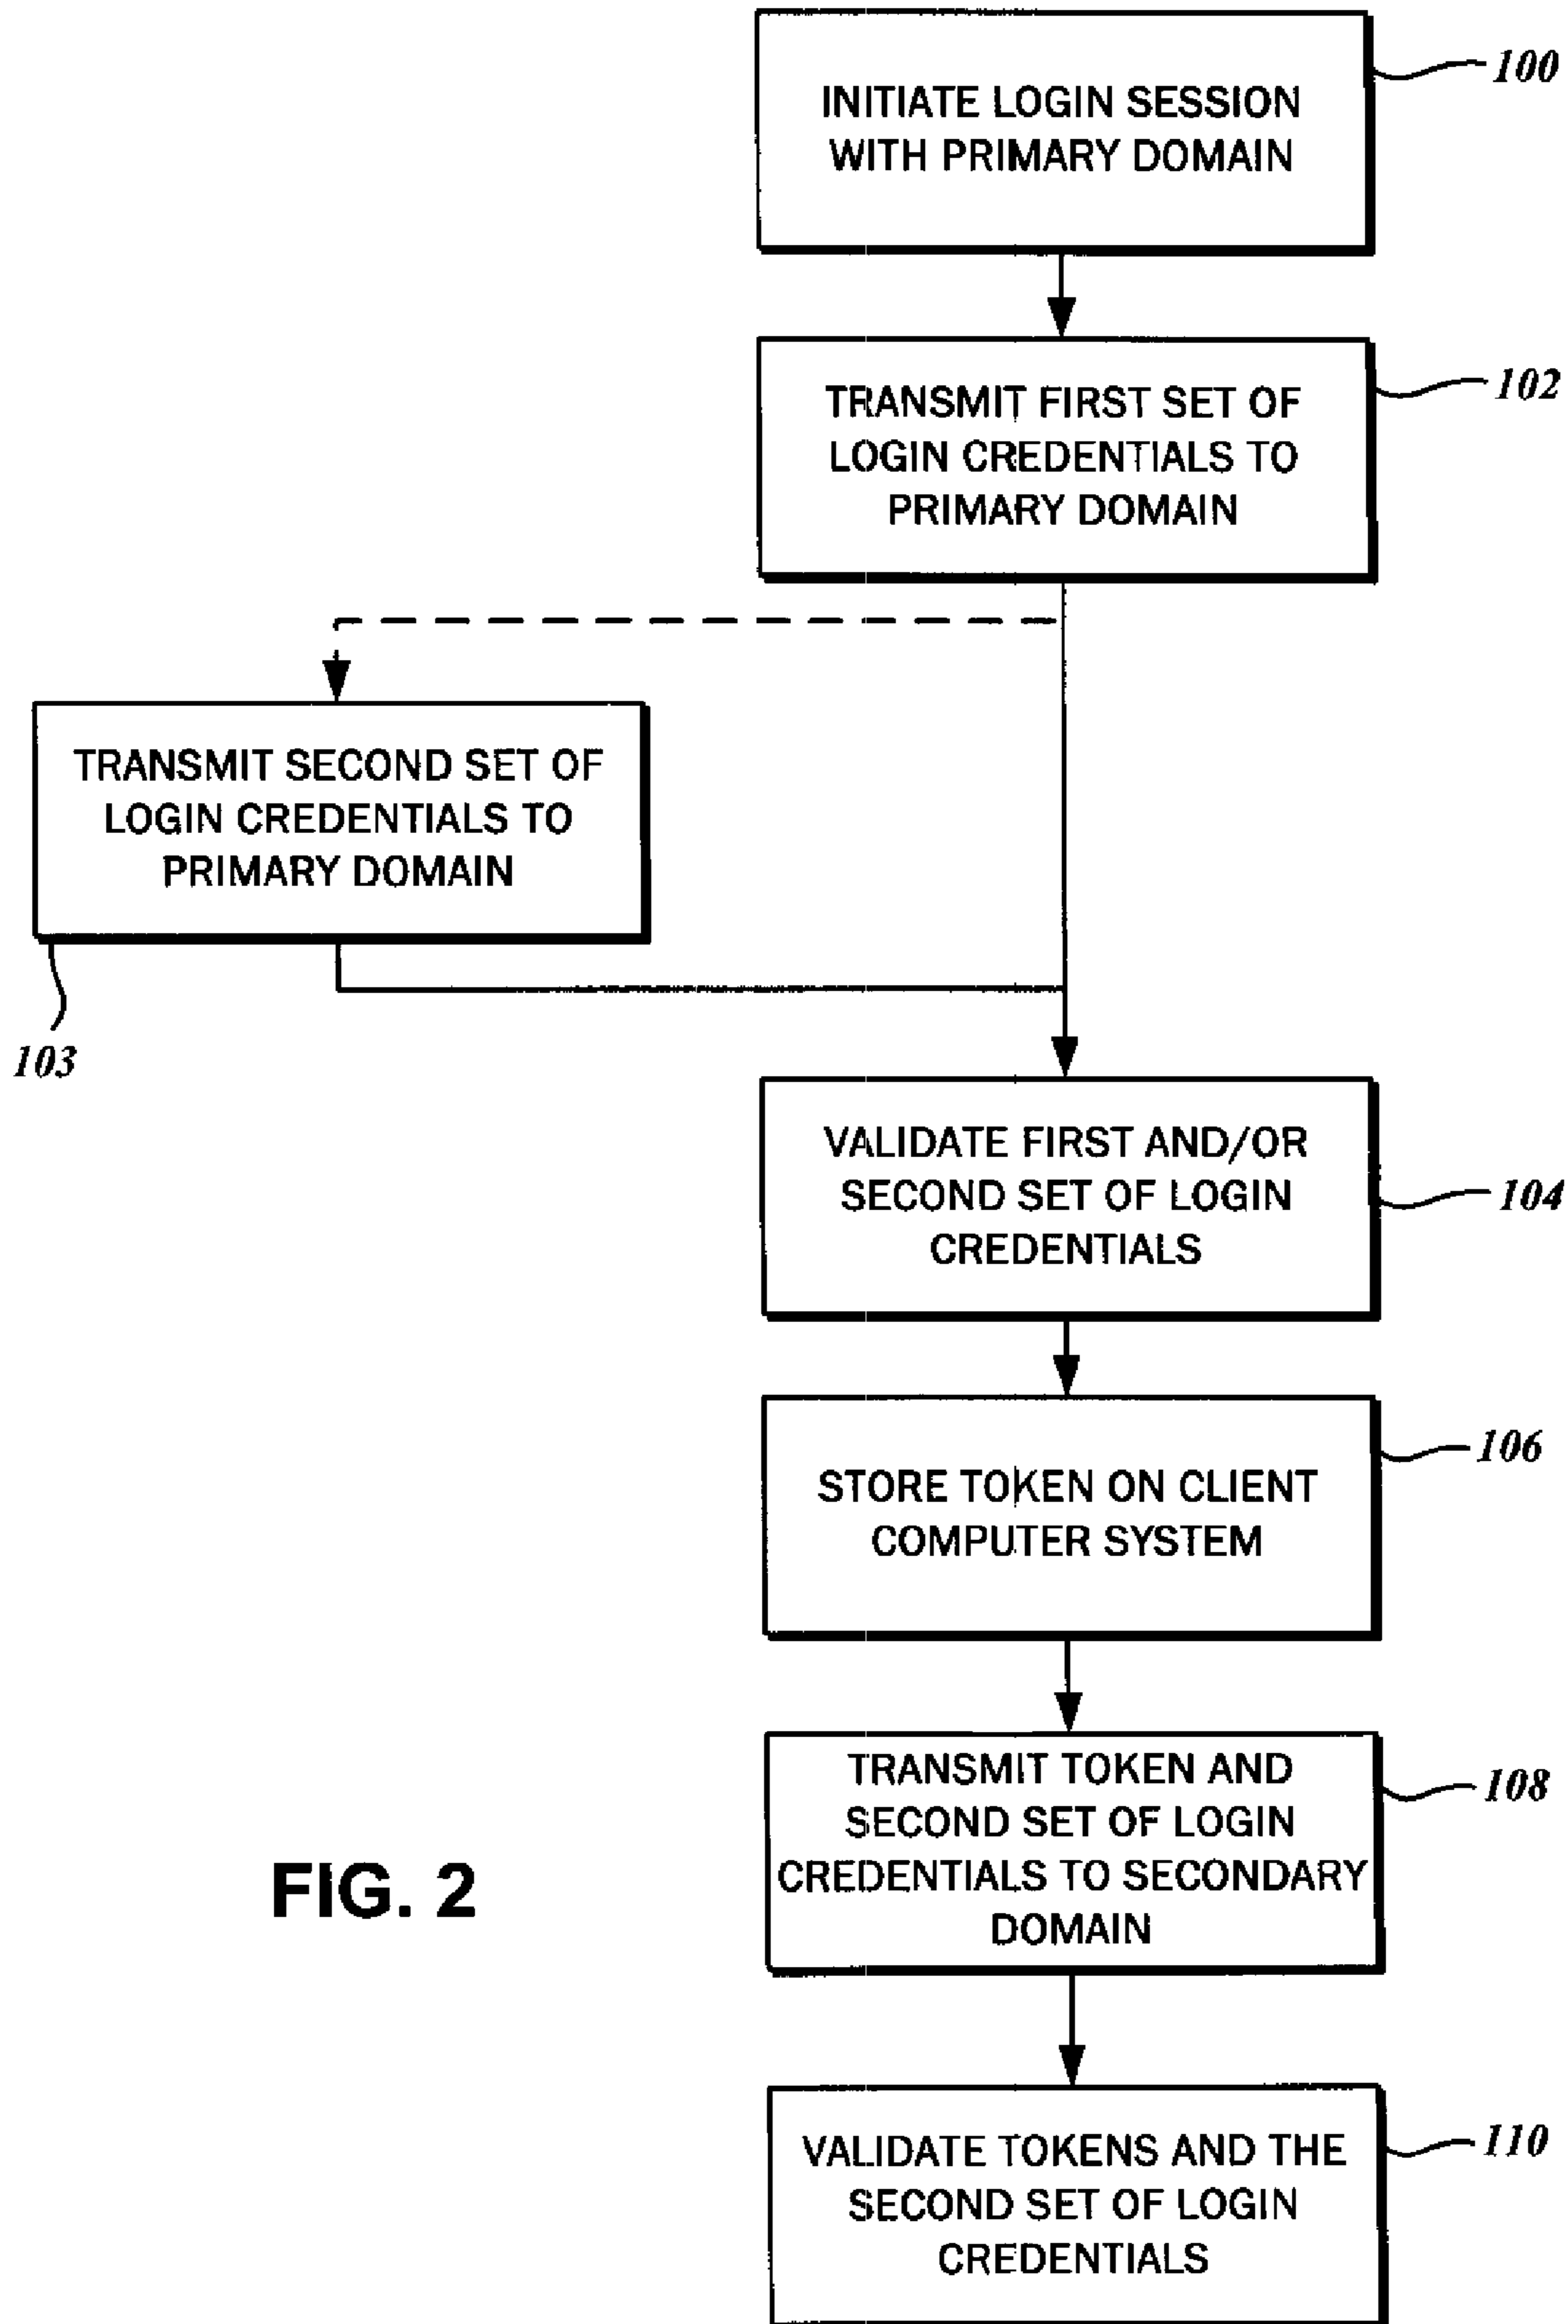 INITIATE LOGIN SESSION
WITH PRIMARY DOMAIN
100
TRANSMIT FIRST SET OF
LOGIN CREDENTIALS TO
PRIMARY DOMAIN
102
TRANSMIT SECOND SET OF
LOGIN CREDENTIALS TO
PRIMARY DOMAIN
103
VALIDATE FIRST AND/OR
SECOND SET OF LOGIN
CREDENTIALS
104
STORE TOKEN ON CLIENT
COMPUTER SYSTEM
106
TRANSMIT TOKEN AND
SECOND SET OF LOGIN
CREDENTIALS TO SECONDARY
DOMAIN
108
FIG. 2
VALIDATE TOKENS AND THE
SECOND SET OF LOGIN
CREDENTIALS
110